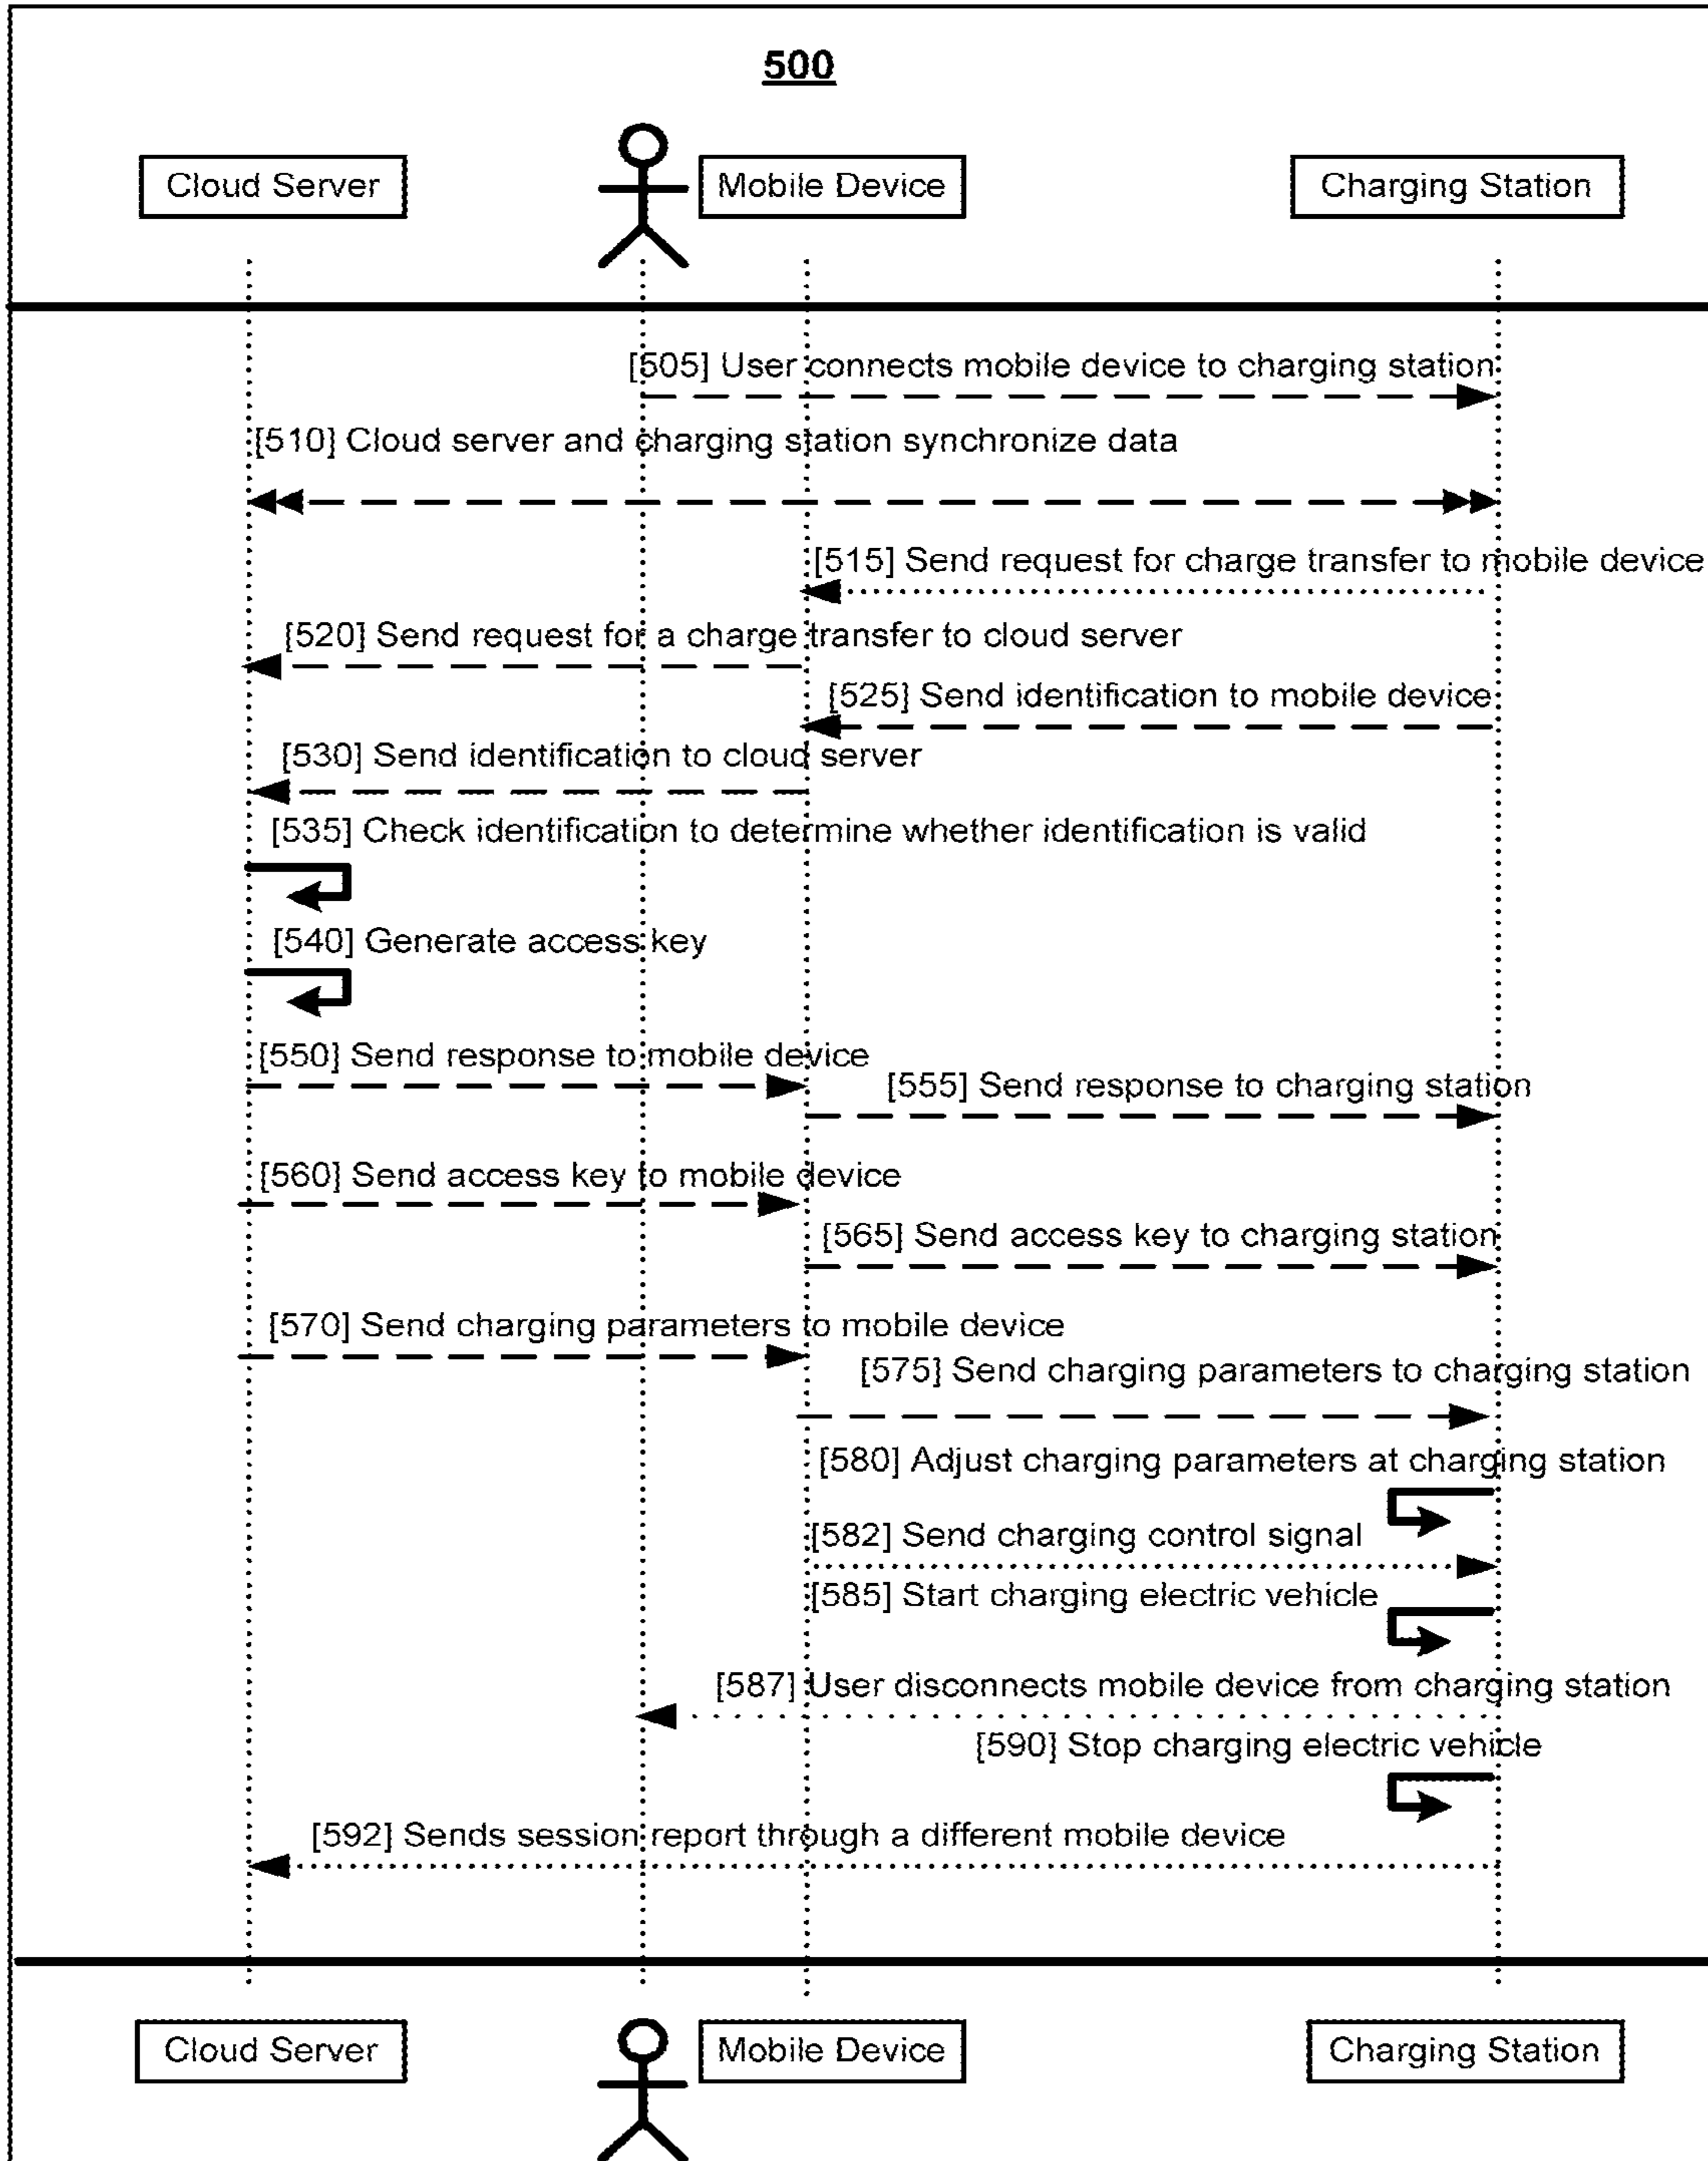 500
Cloud Server
Mobile Device
Charging Station
[505] User connects mobile device to charging station
[510] Cloud server and charging station synchronize data
[515] Send request for charge transfer to mobile device
[520] Send request for a charge transfer to cloud server
[525] Send identification to mobile device
[530] Send identification to cloud server
[535] Check identification to determine whether identification is valid
[540] Generate access key
[550] Send response to mobile device
[555] Send response to charging station
[560] Send access key to mobile device
[565] Send access key to charging station
[570] Send charging parameters to mobile device
[575] Send charging parameters to charging station
[580] Adjust charging parameters at charging station
[582] Send charging control signal
[585] Start charging electric vehicle
[587] User disconnects mobile device from charging station
[590] Stop charging electric vehicle
[592] Sends session report through a different mobile device
Cloud Server
Mobile Device
Charging Station